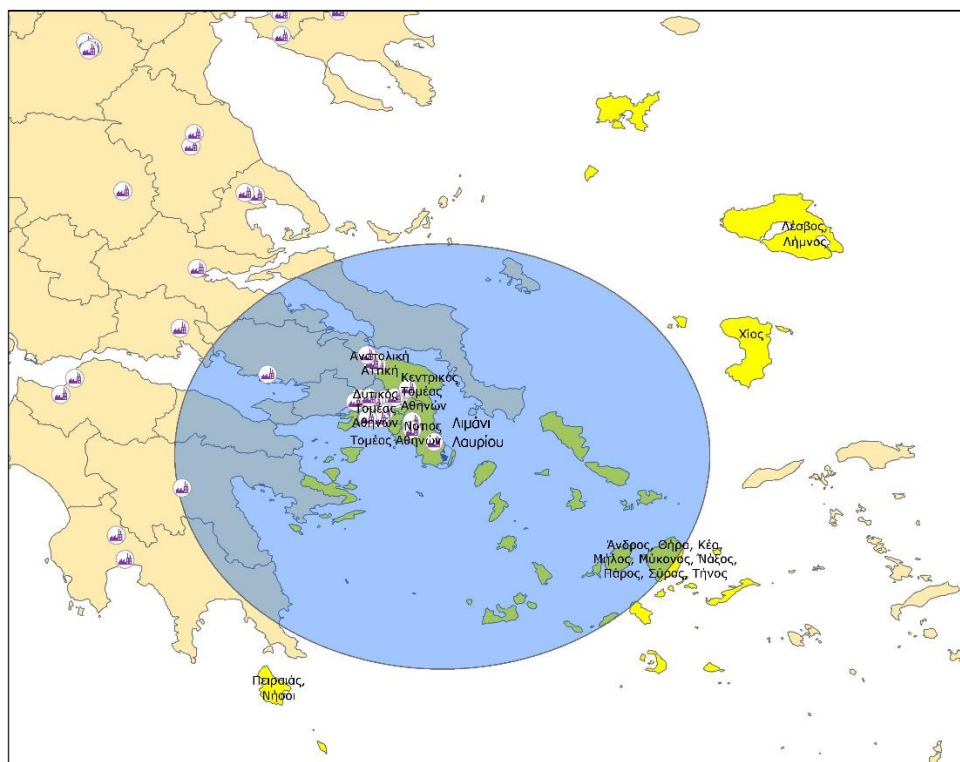 Λέσβος,
Λήμνος,
Χίος
Ανατολική
Αττική
Κεντρικός
Τομέας
Αθηνών
Δυτικός
Τομέας
Αθηνών
Νότιος
Τομέας Αθηνών
Λιμάνι
Λαυρίου
Άνδρος, Θήρα, Κέα,
Μήλος, Μύκονος, Νάξος,
Πάρος, Σύρος, Τήνος
Πειραιάς,
Νήσοι